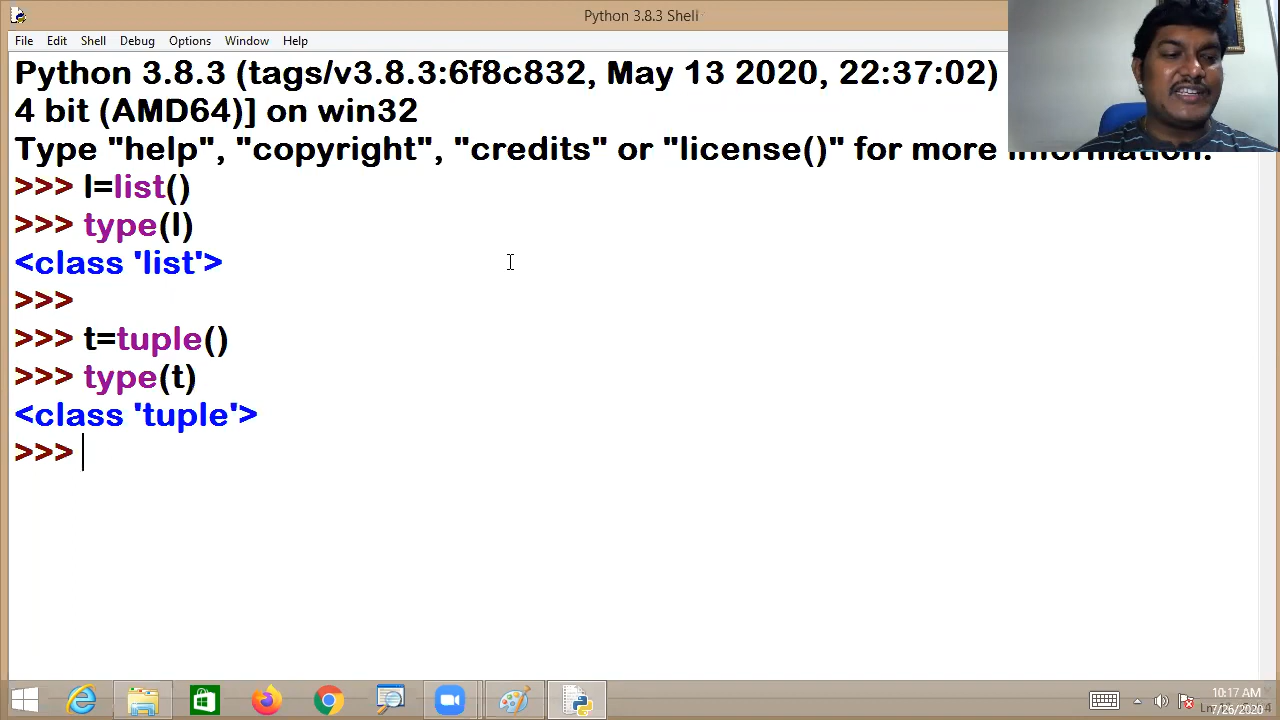 Python 3.8.3 Shell
File Edit Shell Debug Options Window Help
Python 3.8.3 (tags/v3.8.3:6f8c832, May 13 2020, 22:37:02)
4 bit (AMD64)] on win32
Type "help", "copyright", "credits" or "license()" for more information.
>>> l=list()
>>> type(l)
<class 'list'>
>>>
>>> t=tuple()
>>> type(t)
<class 'tuple'>
>>>
10:17 AM
7/26/2020